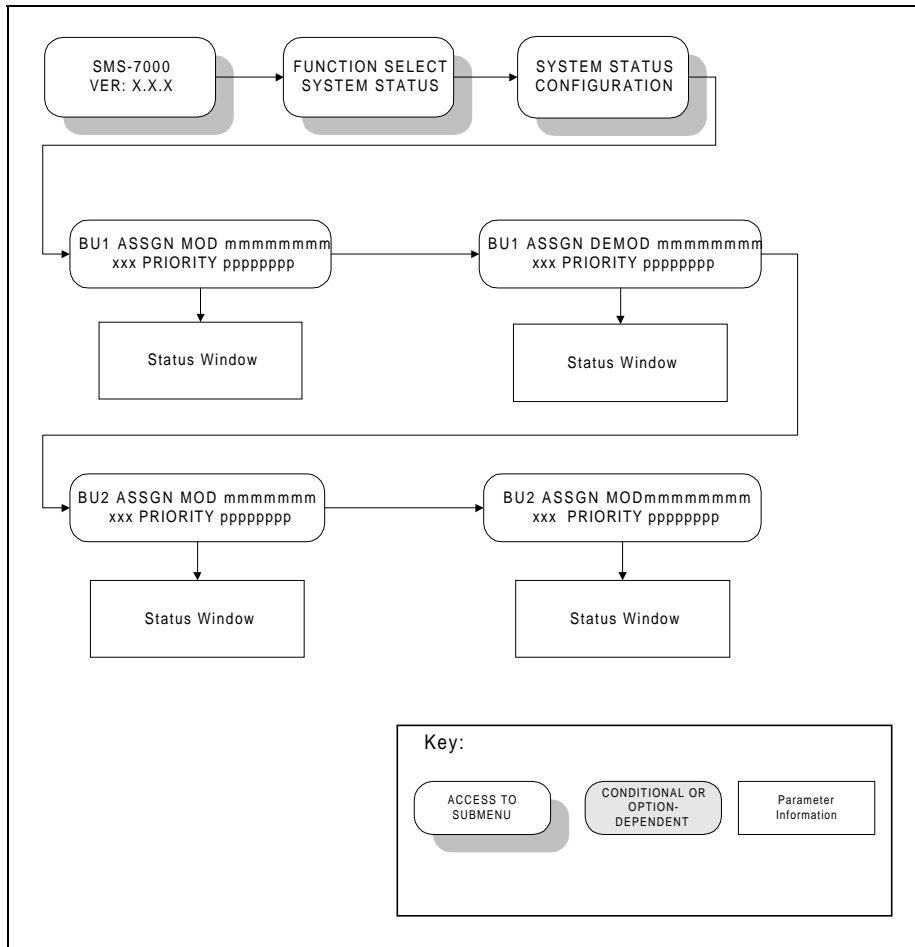 SMS-7000
VER: X.X.X
FUNCTION SELECT
SYSTEM STATUS
SYSTEM STATUS
CONFIGURATION
BU1 ASSGN MOD mmmmmmmmm
xxx PRIORITY pppppppp
BU1 ASSGN DEMOD mmmmmmmm
xxx PRIORITY pppppppp
Status Window
Status Window
BU2 ASSGN MOD mmmmmmm
xxx PRIORITY pppppppp
BU2 ASSGN MODmmmmmmmmm
xxx PRIORITY pppppppp
Status Window
Status Window
Key:
ACCESS TO
SUBMENU
CONDITIONAL OR
OPTION-
DEPENDENT
Parameter
Information